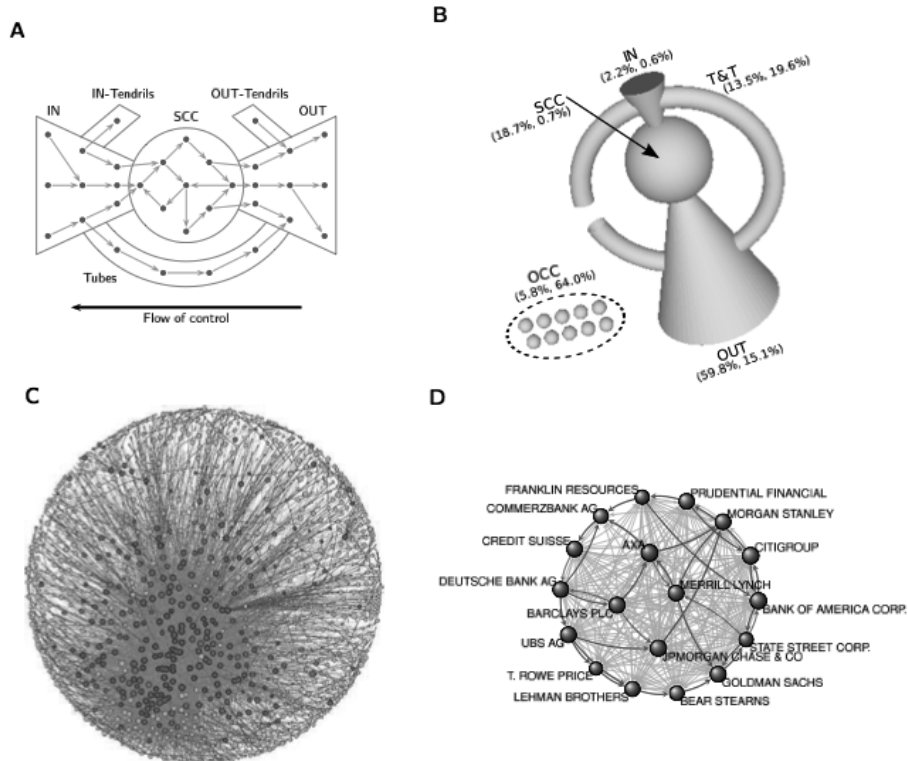 A
IN-Tendrils
OUT-Tendrils
IN
SCC
OUT
Tubes
Flow of control
B
IN
(2.2%, 0.6%)
T&T
(13.5%, 19.6%)
SCC
(18.7%, 0.7%)
OCC
(5.8%, 64.0%)
OUT
(59.8%, 15.1%)
C
D
FRANKLIN RESOURCES
PRUDENTIAL FINANCIAL
COMMERZBANK AG
MORGAN STANLEY
CREDIT SUISSE
AXA
CITIGROUP
DEUTSCHE BANK AG
MERRILL LYNCH
BARCLAYS PLC
BANK OF AMERICA CORP.
UBS AG
STATE STREET CORP.
JPMORGAN CHASE & CO
T. ROWE PRICE
GOLDMAN SACHS
LEHMAN BROTHERS
BEAR STEARNS